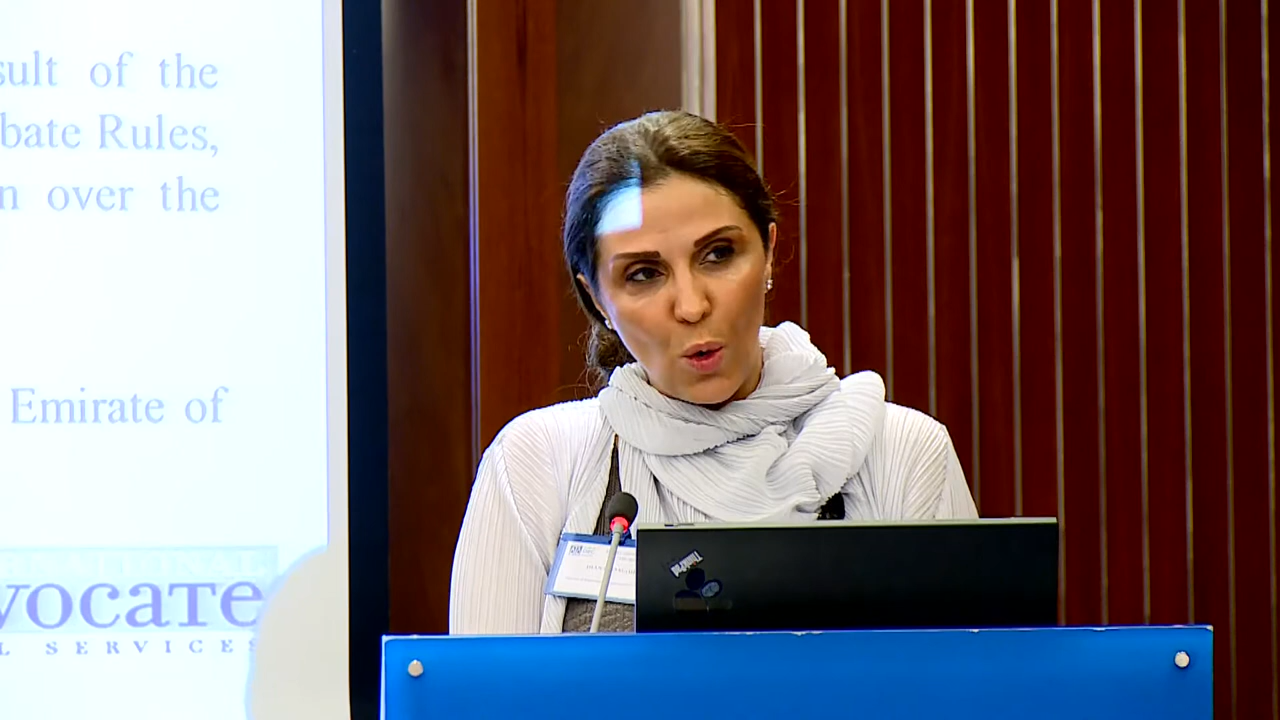 sult of the
bate Rules,
n over the
Emirate of
vocate
L SERVICES